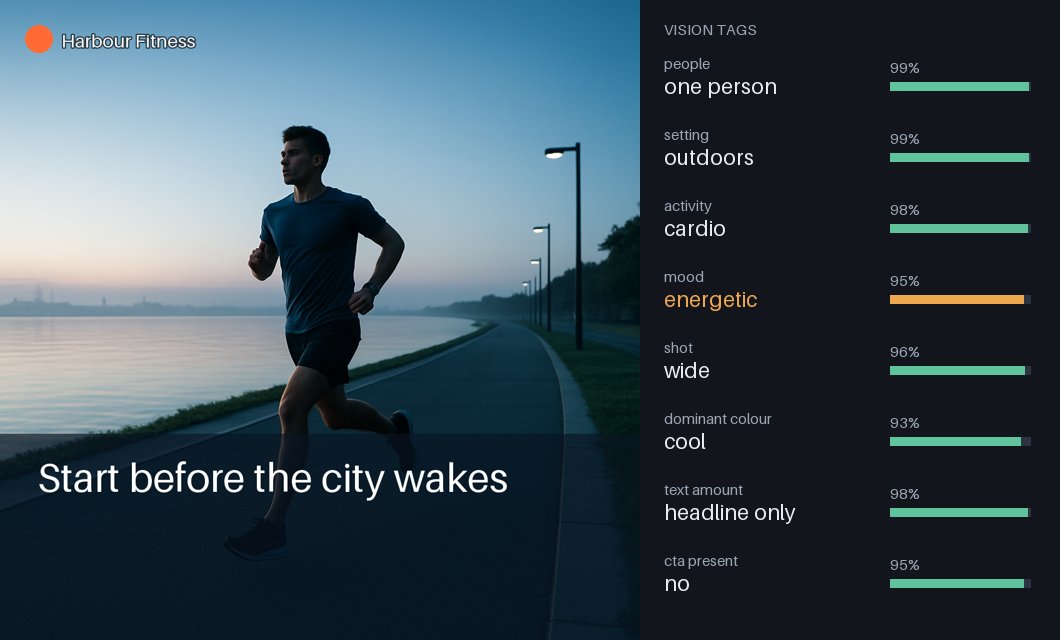 Harbour Fitness
Start before the city wakes
VISION TAGS
people
one person
99%
setting
outdoors
99%
activity
cardio
98%
mood
energetic
95%
shot
wide
96%
dominant colour
cool
93%
text amount
headline only
98%
cta present
no
95%